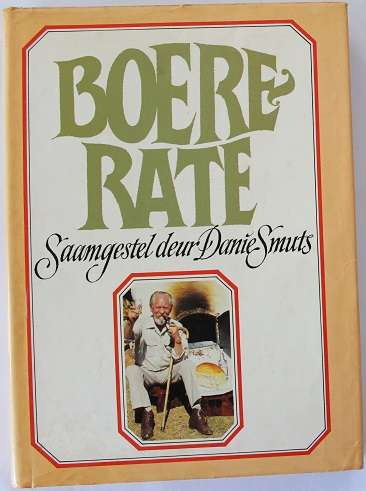 BOERE-
RATE
Saamgestel deur Danie Smuts